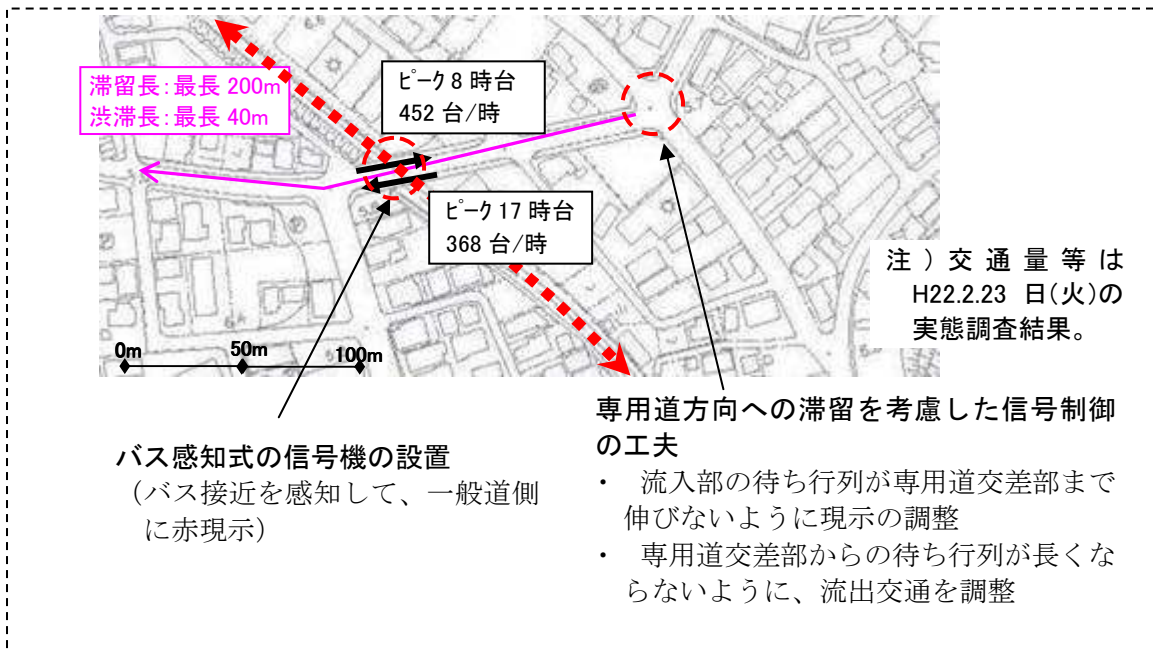 滞留長：最長 200m
渋滞長：最長 40m
ﾋﾟｰｸ 8 時台
452 台/時
ﾋﾟｰｸ 17 時台
368 台/時
注）交通量等は
H22.2.23 日(火)の
実態調査結果。
0m 50m 100m
バス感知式の信号機の設置
（バス接近を感知して、一般道側
に赤現示）
専用道方向への滞留を考慮した信号制御
の工夫
・ 流入部の待ち行列が専用道交差部まで
伸びないように現示の調整
・ 専用道交差部からの待ち行列が長くな
らないように、流出交通を調整